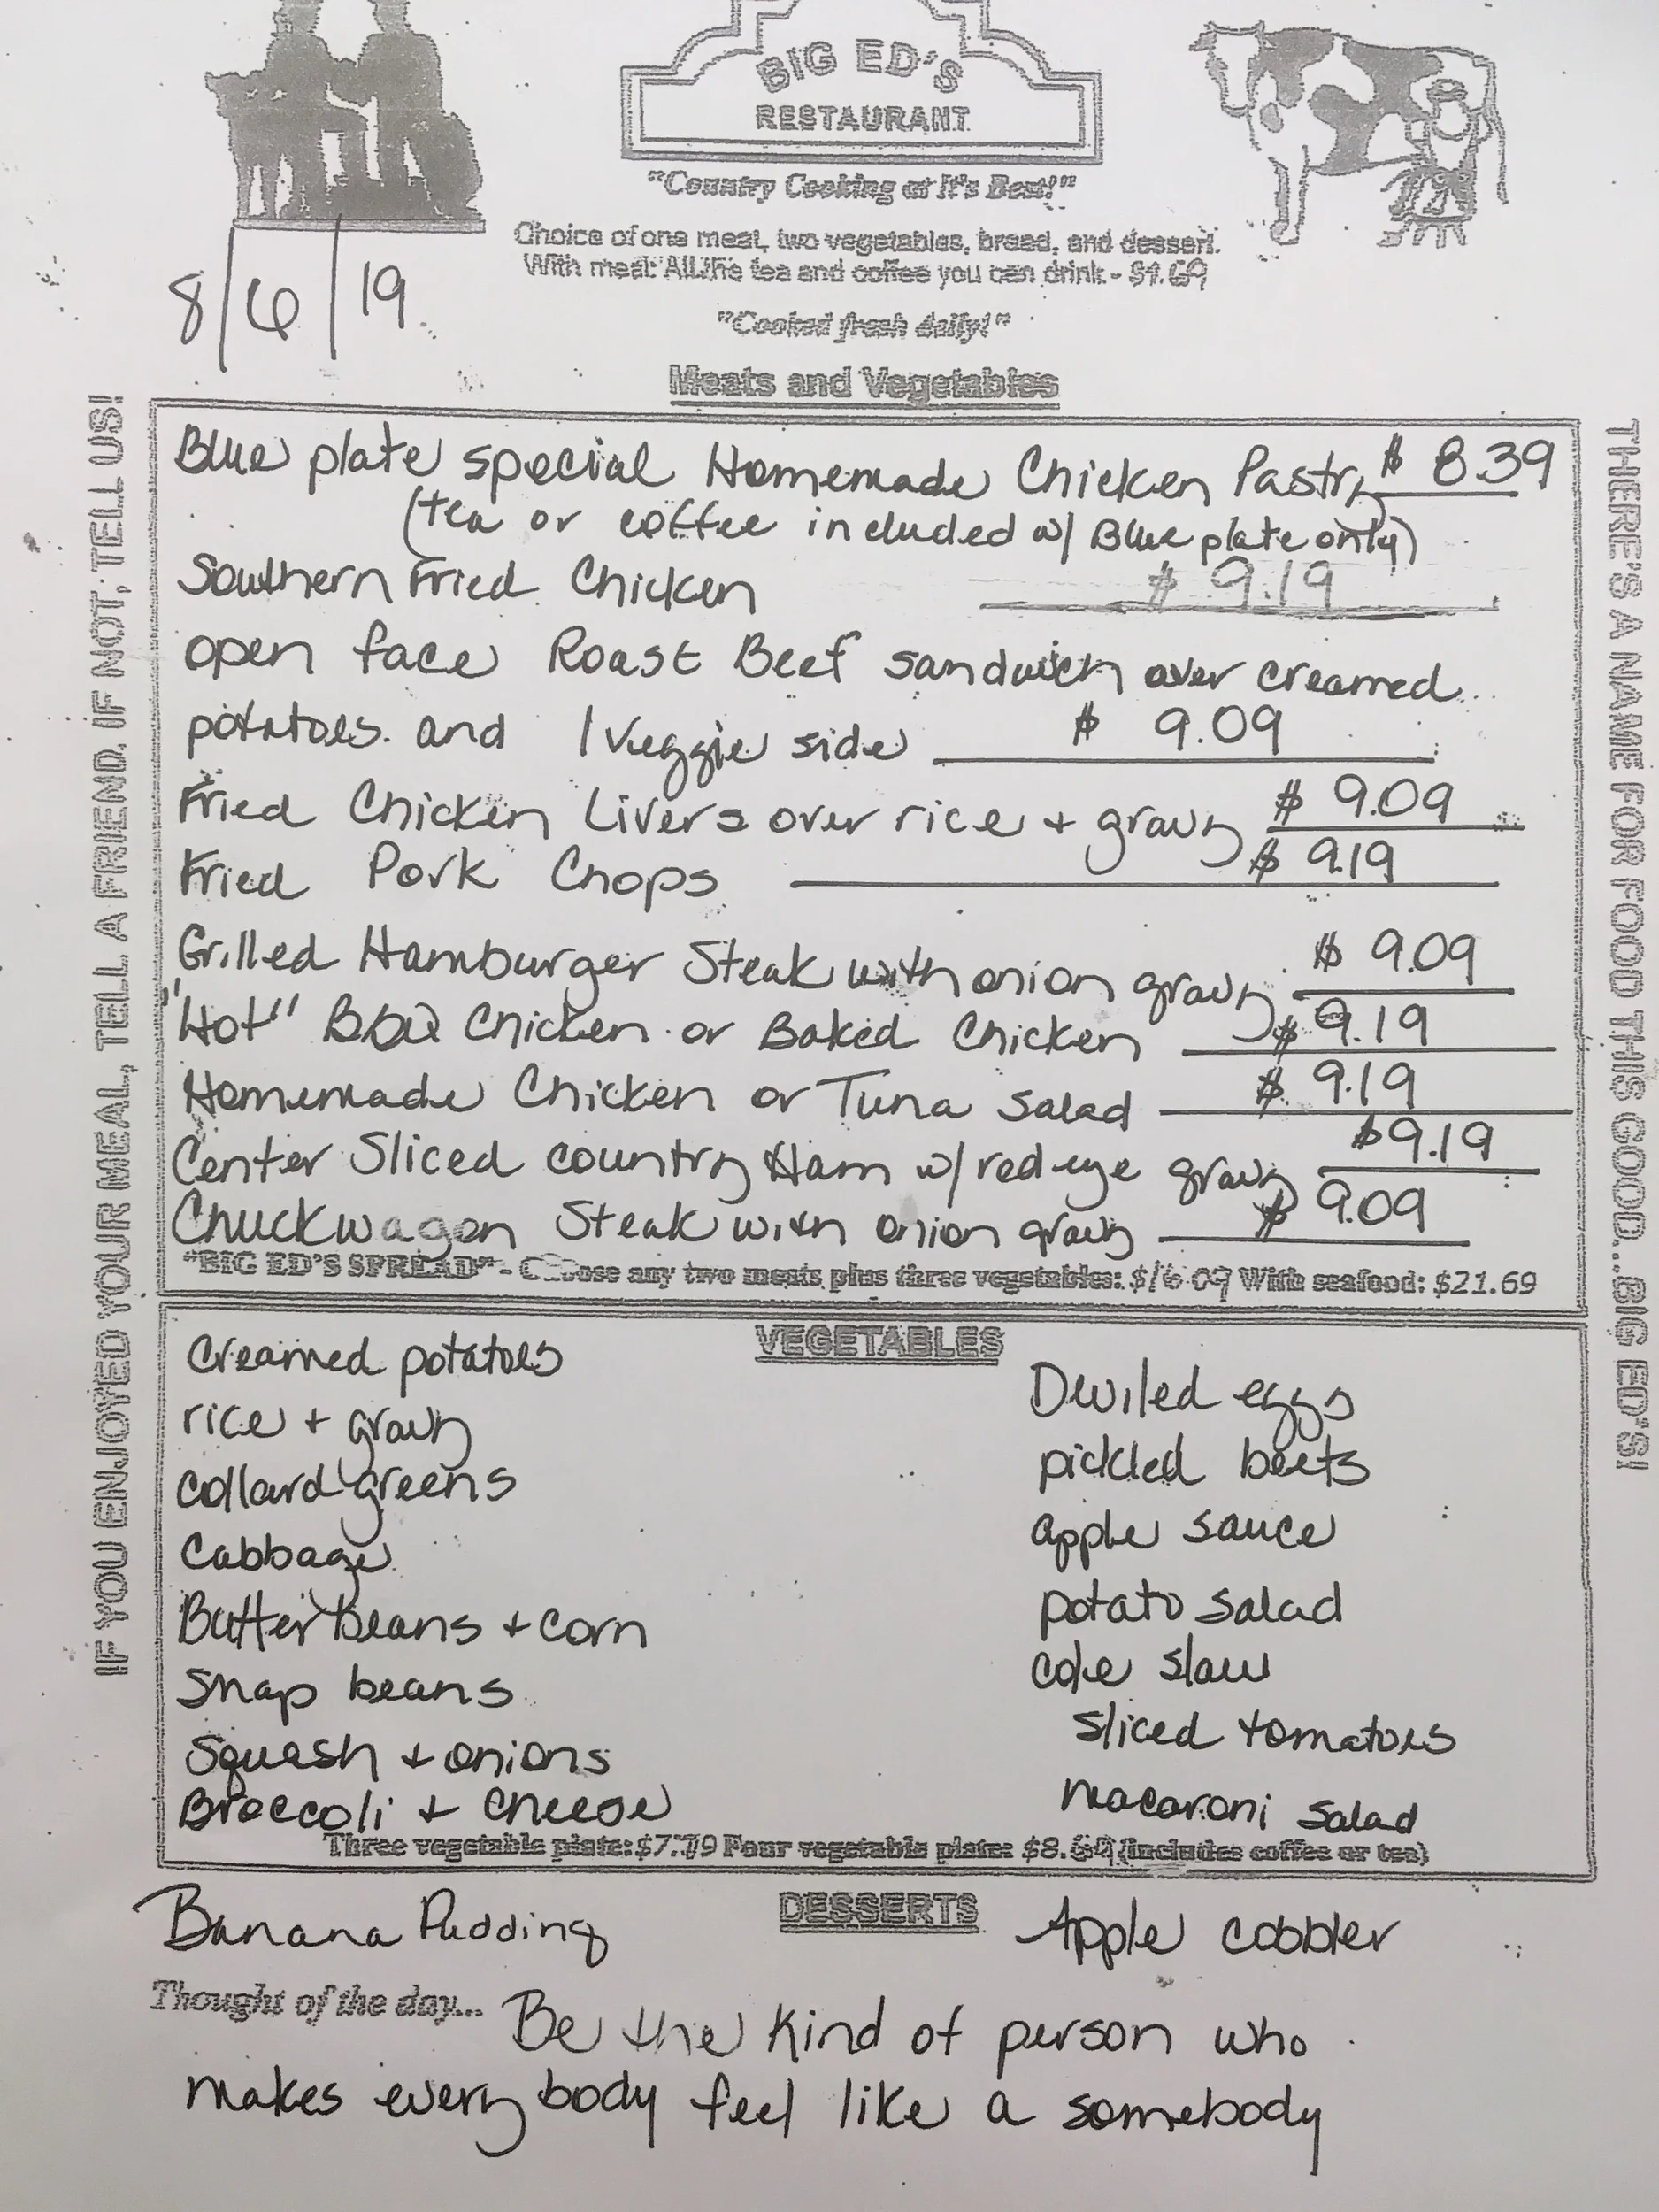 BIG ED'S
RESTAURANT
"Country Cooking at It's Best!"
Choice of one meat, two vegetables, bread, and dessert.
With meal: All the tea and coffee you can drink - $1.69
8/6/19
"Cooked fresh daily!"
Meats and Vegetables
IF YOU ENJOYED YOUR MEAL, TELL A FRIEND. IF NOT, TELL US!
THERE'S A NAME FOR FOOD THIS GOOD...BIG ED'S!
Blue plate special Homemade Chicken Pastry $ 8.39
(tea or coffee included w/ Blue plate only)
Southern Fried Chicken $ 9.19
open face Roast Beef sandwich over creamed
potatoes and 1 veggie side $ 9.09
Fried Chicken Livers over rice + gravy $ 9.09
Fried Pork Chops $ 9.19
Grilled Hamburger Steak with onion gravy $ 9.09
"Hot" BBQ Chicken or Baked Chicken $ 9.19
Homemade Chicken or Tuna Salad $ 9.19
Center Sliced country Ham w/ red eye gravy $9.19
Chuckwagon Steak with onion gravy $ 9.09
"BIG ED'S SPREAD" - Choose any two meats plus three vegetables: $16.09 With seafood: $21.69
VEGETABLES
Creamed potatoes
rice + gravy
collard greens
Cabbage
Butter beans + corn
Snap beans
Squash + onions
Broccoli + cheese
Deviled eggs
pickled beets
apple sauce
potato salad
cole slaw
sliced tomatoes
macaroni salad
Three vegetable plate: $7.79 Four vegetable plate: $8.69 (includes coffee or tea)
DESSERTS
Banana Pudding Apple cobbler
Thought of the day... Be the kind of person who
makes everybody feel like a somebody